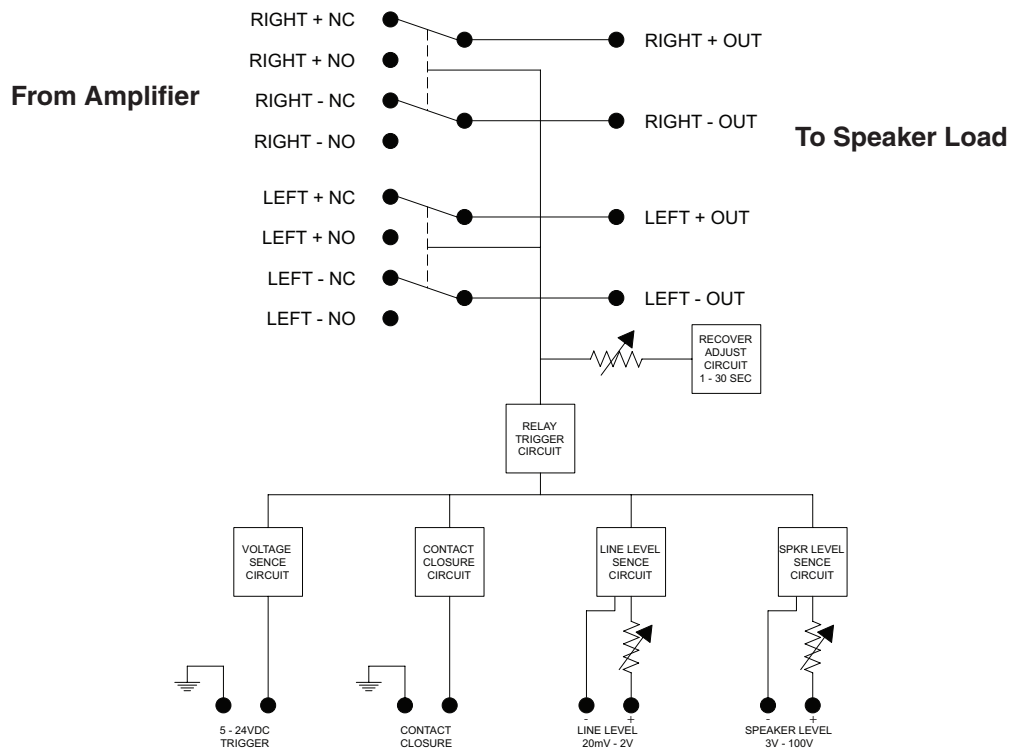 RIGHT + NC
RIGHT + OUT
RIGHT + NO
From Amplifier
RIGHT - NC
RIGHT - OUT
To Speaker Load
RIGHT - NO
LEFT + NC
LEFT + OUT
LEFT + NO
LEFT - NC
LEFT - OUT
LEFT - NO
RECOVER
ADJUST
CIRCUIT
1 - 30 SEC
RELAY
TRIGGER
CIRCUIT
VOLTAGE
SENCE
CIRCUIT
CONTACT
CLOSURE
CIRCUIT
LINE LEVEL
SENCE
CIRCUIT
SPKR LEVEL
SENCE
CIRCUIT
5 - 24VDC
TRIGGER
CONTACT
CLOSURE
- +
LINE LEVEL
20mV - 2V
- +
SPEAKER LEVEL
3V - 100V